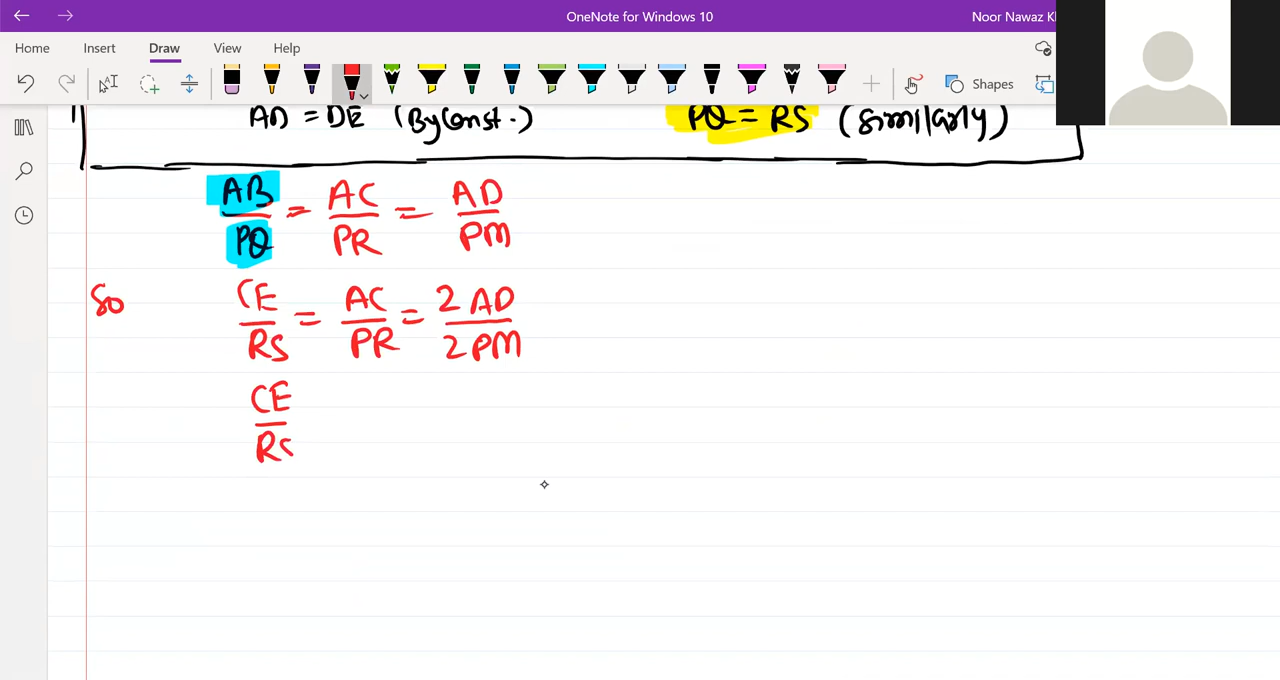 OneNote for Windows 10
Noor Nawaz Kh
Home Insert Draw View Help
Shapes
AD = DE (By Const.) PQ = RS (Similarly)
AB/PQ = AC/PR = AD/PM
So CE/RS = AC/PR = 2AD/2PM
CE/RS